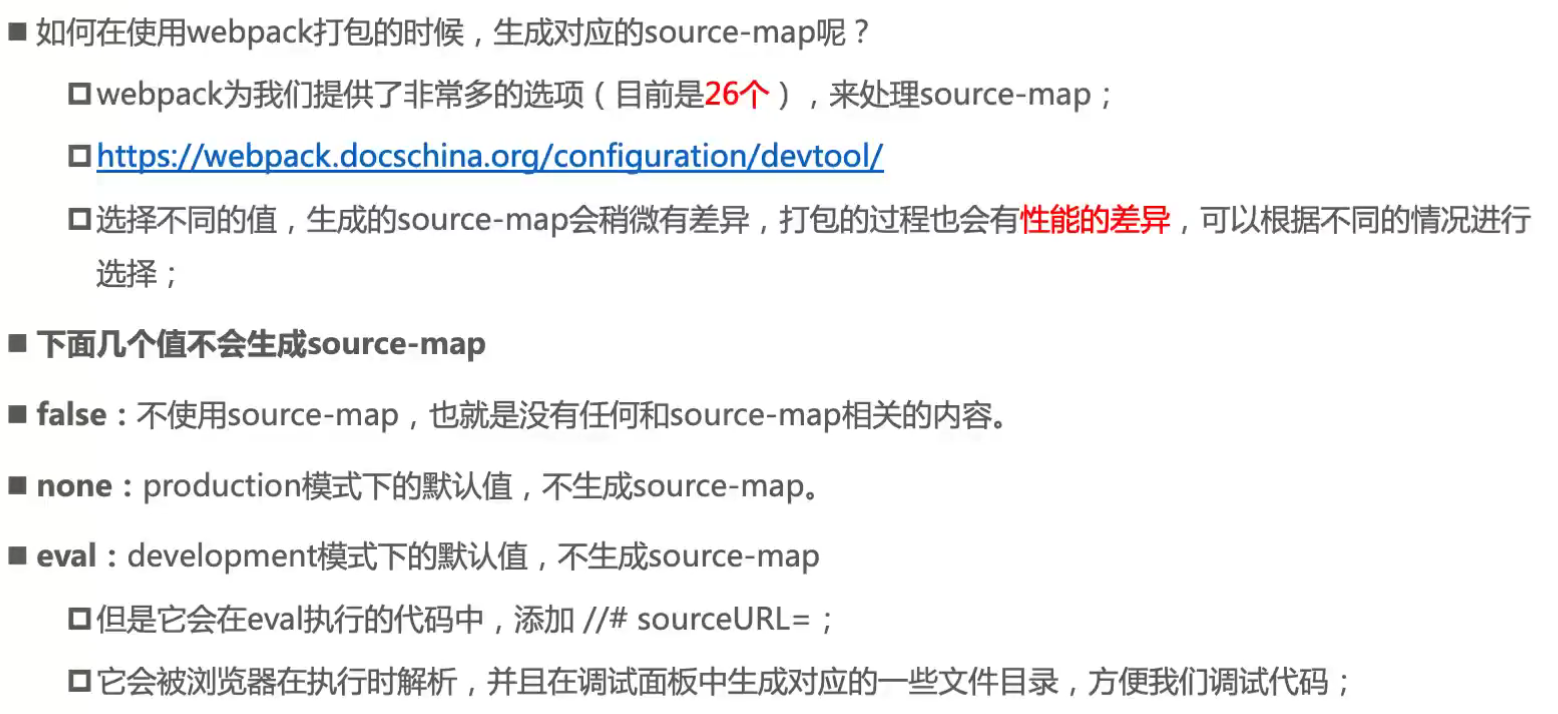 如何在使用webpack打包的时候，生成对应的source-map呢？
webpack为我们提供了非常多的选项（目前是26个），来处理source-map；
https://webpack.docschina.org/configuration/devtool/
选择不同的值，生成的source-map会稍微有差异，打包的过程也会有性能的差异，可以根据不同的情况进行
选择；
下面几个值不会生成source-map
false：不使用source-map，也就是没有任何和source-map相关的内容。
none：production模式下的默认值，不生成source-map。
eval：development模式下的默认值，不生成source-map
但是它会在eval执行的代码中，添加 //# sourceURL=；
它会被浏览器在执行时解析，并且在调试面板中生成对应的一些文件目录，方便我们调试代码；